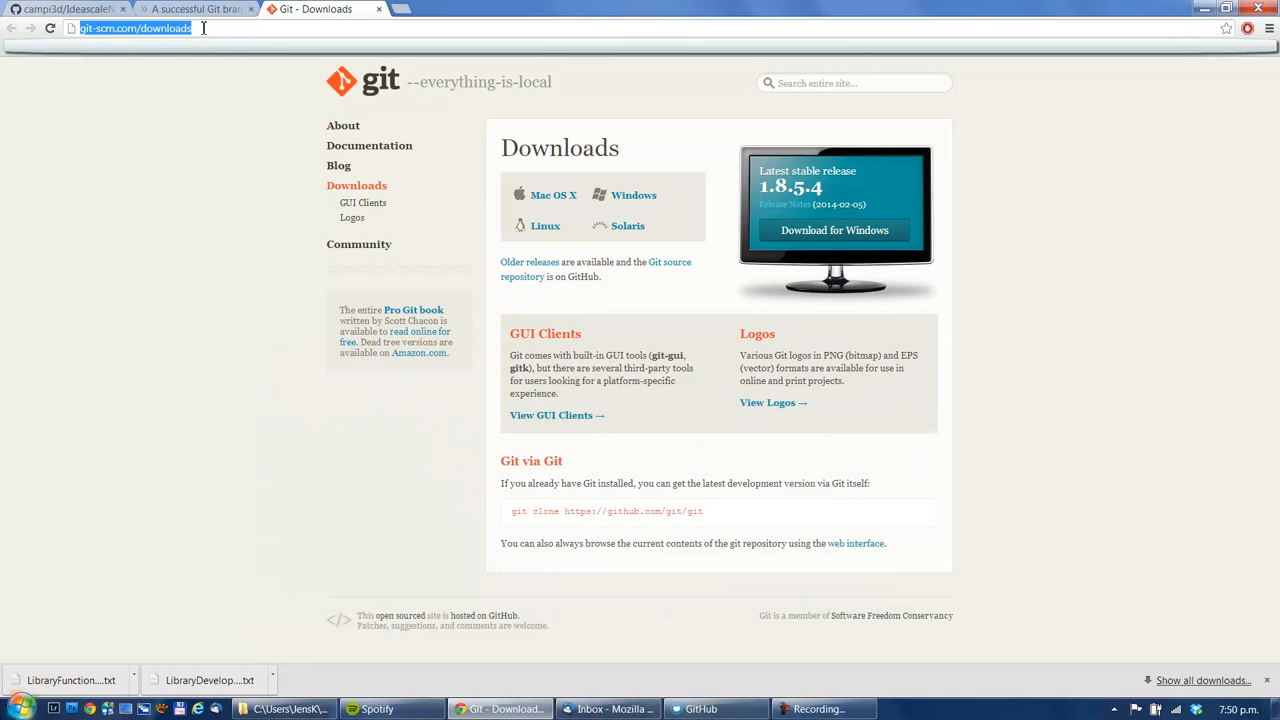 campi3d/IdeascaleN
A successful Git bran
Git - Downloads
git-scm.com/downloads
git --everything-is-local
Search entire site...
About
Documentation
Blog
Downloads
GUI Clients
Logos
Community
The entire Pro Git book
written by Scott Chacon is
available to read online for
free. Dead tree versions are
available on Amazon.com.
Downloads
Mac OS X
Windows
Linux
Solaris
Older releases are available and the Git source
repository is on GitHub.
Latest stable release
1.8.5.4
Release Notes (2014-02-05)
Download for Windows
GUI Clients
Git comes with built-in GUI tools (git-gui,
gitk), but there are several third-party tools
for users looking for a platform-specific
experience.
View GUI Clients →
Logos
Various Git logos in PNG (bitmap) and EPS
(vector) formats are available for use in
online and print projects.
View Logos →
Git via Git
If you already have Git installed, you can get the latest development version via Git itself:
git clone https://github.com/git/git
You can also always browse the current contents of the git repository using the web interface.
</> This open sourced site is hosted on GitHub.
Patches, suggestions, and comments are welcome.
Git is a member of Software Freedom Conservancy
LibraryFunction....txt
LibraryDevelop....txt
Show all downloads...
C:\Users\JensK\...
Spotify
Git - Download...
Inbox - Mozilla ...
GitHub
Recording...
7:50 p.m.